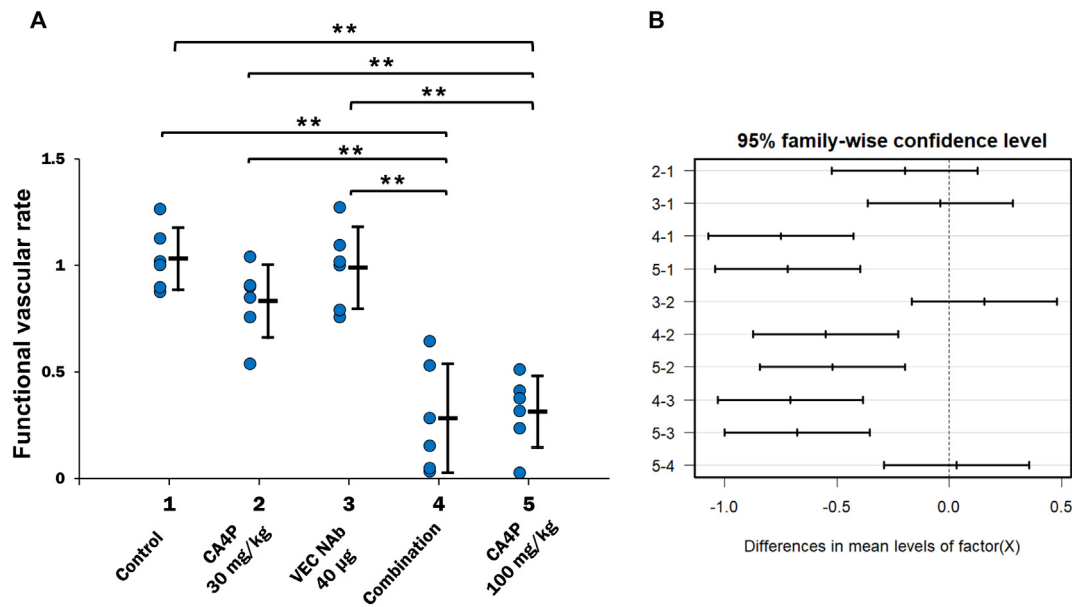 A
**
**
**
**
**
**
1.5
1
0.5
0
Functional vascular rate
1 2 3 4 5
Control
CA4P
30 mg/kg
VEC NAb
40 µg
Combination
CA4P
100 mg/kg
B
95% family-wise confidence level
2-1
3-1
4-1
5-1
3-2
4-2
5-2
4-3
5-3
5-4
-1.0 -0.5 0.0 0.5
Differences in mean levels of factor(X)